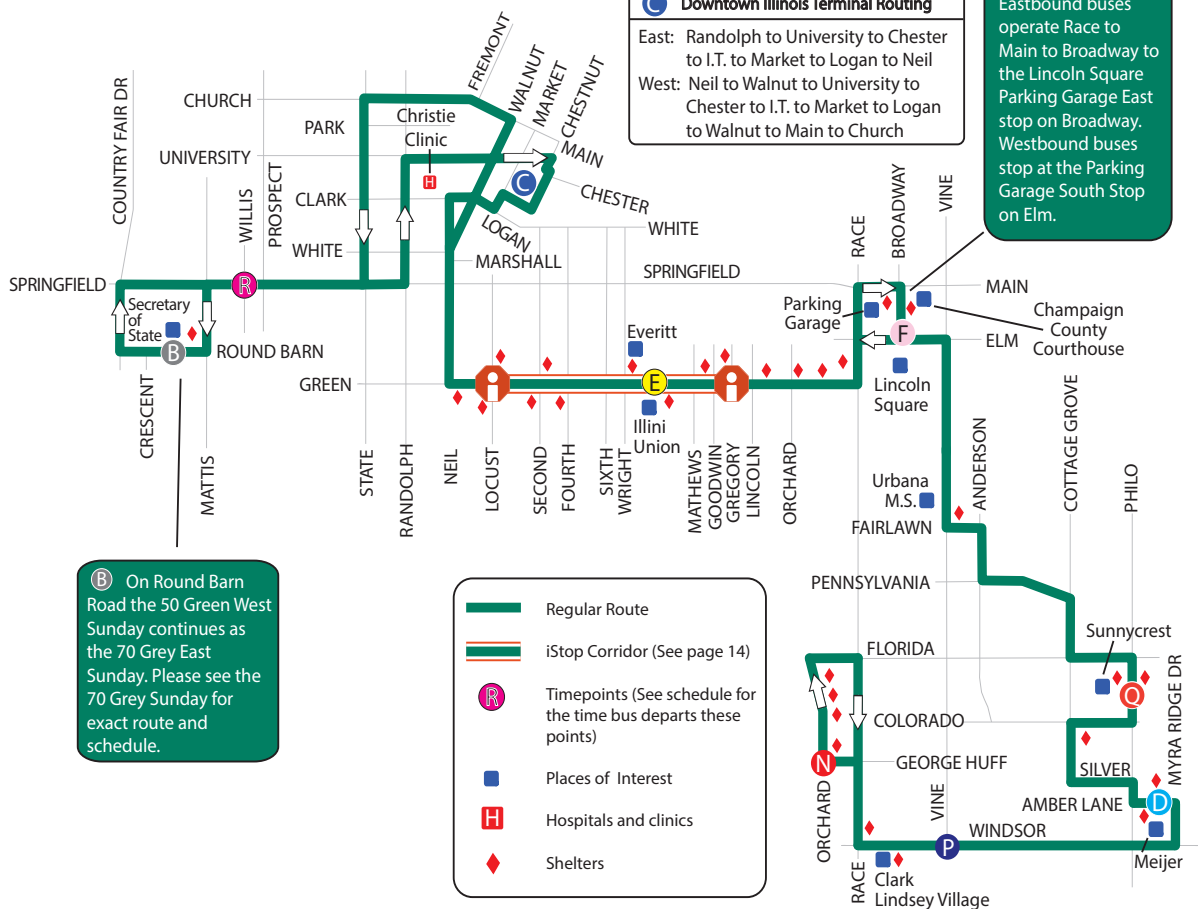 C Downtown Illinois Terminal Routing
East: Randolph to University to Chester
to I.T. to Market to Logan to Neil
West: Neil to Walnut to University to
Chester to I.T. to Market to Logan
to Walnut to Main to Church
Eastbound buses
operate Race to
Main to Broadway to
the Lincoln Square
Parking Garage East
stop on Broadway.
Westbound buses
stop at the Parking
Garage South Stop
on Elm.
COUNTRY FAIR DR
CHURCH
PARK
UNIVERSITY
CLARK
WHITE
SPRINGFIELD
WILLIS
PROSPECT
R
Secretary
of
State
B
ROUND BARN
CRESCENT
MATTIS
Christie
Clinic
H
FREMONT
WALNUT
MARKET
CHESTNUT
MAIN
CHESTER
C
LOGAN
WHITE
MARSHALL
SPRINGFIELD
GREEN
STATE
RANDOLPH
NEIL
LOCUST
SECOND
FOURTH
SIXTH
WRIGHT
MATHEWS
GOODWIN
GREGORY
LINCOLN
ORCHARD
Everitt
E
Illini
Union
RACE
BROADWAY
VINE
MAIN
Parking
Garage
Champaign
County
Courthouse
F
ELM
Lincoln
Square
COTTAGE GROVE
ANDERSON
PHILO
Urbana
M.S.
FAIRLAWN
PENNSYLVANIA
FLORIDA
Sunnycrest
Q
MYRA RIDGE DR
COLORADO
GEORGE HUFF
N
SILVER
AMBER LANE
D
ORCHARD
VINE
WINDSOR
P
Meijer
RACE
Clark
Lindsey Village
B On Round Barn
Road the 50 Green West
Sunday continues as
the 70 Grey East
Sunday. Please see the
70 Grey Sunday for
exact route and
schedule.
Regular Route
iStop Corridor (See page 14)
R Timepoints (See schedule for
the time bus departs these
points)
Places of Interest
H Hospitals and clinics
Shelters